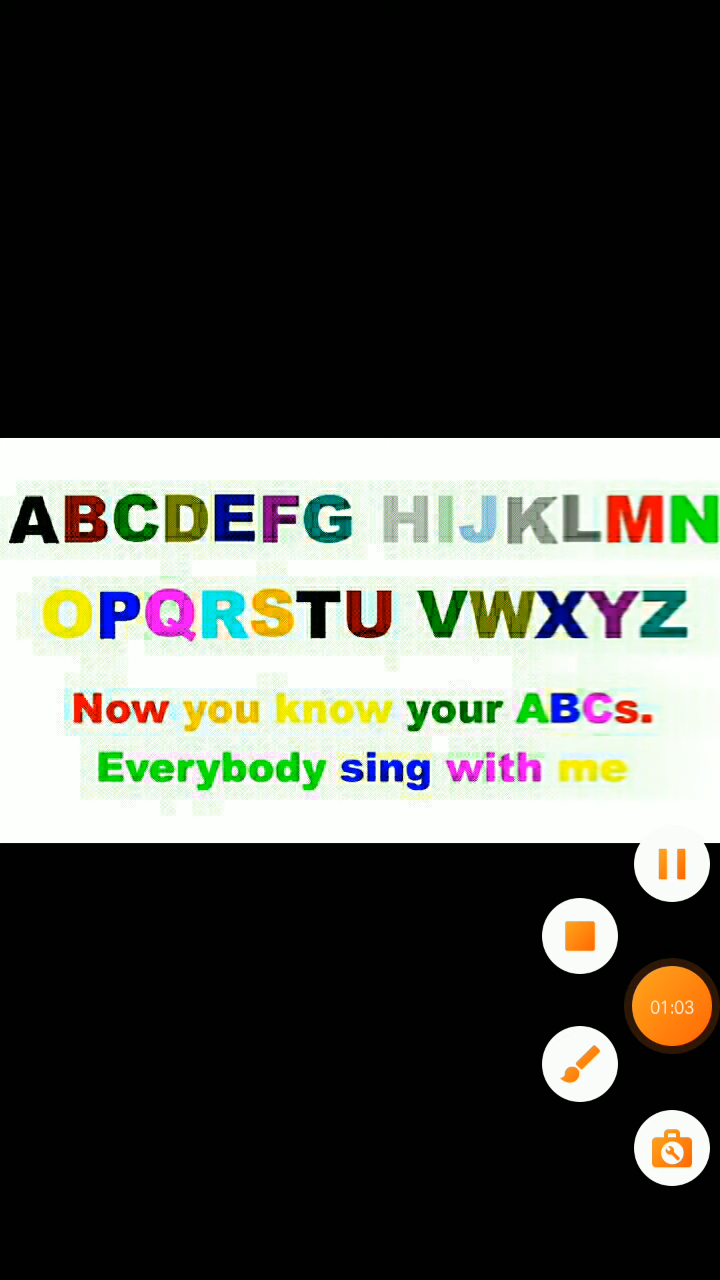 ABCDEFG HIJKLMN
OPQRSTU VWXYZ
Now you know your ABCs.
Everybody sing with me
01:03